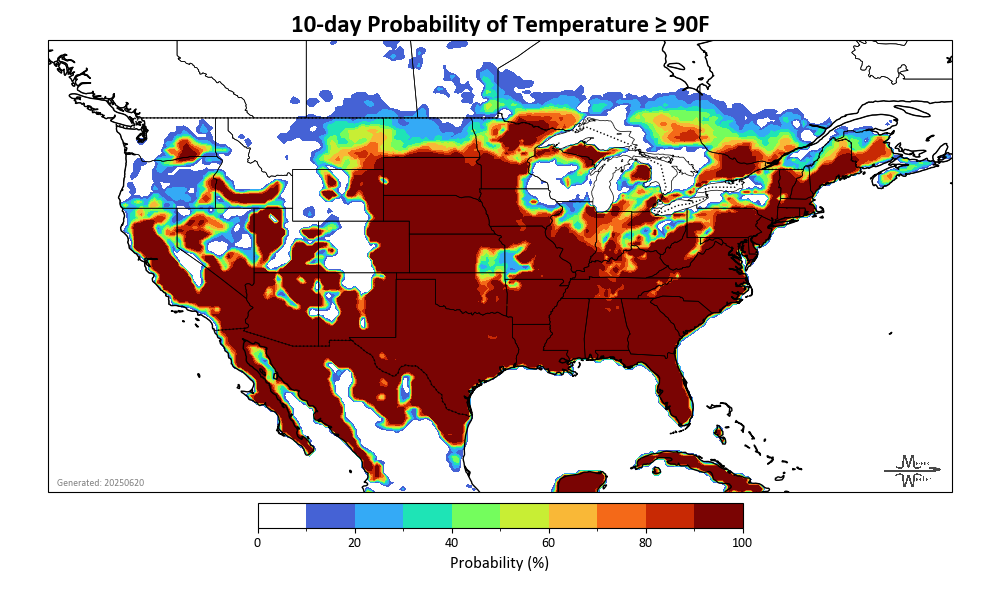 10-day Probability of Temperature ≥ 90F
Generated: 20250620
0 20 40 60 80 100
Probability (%)